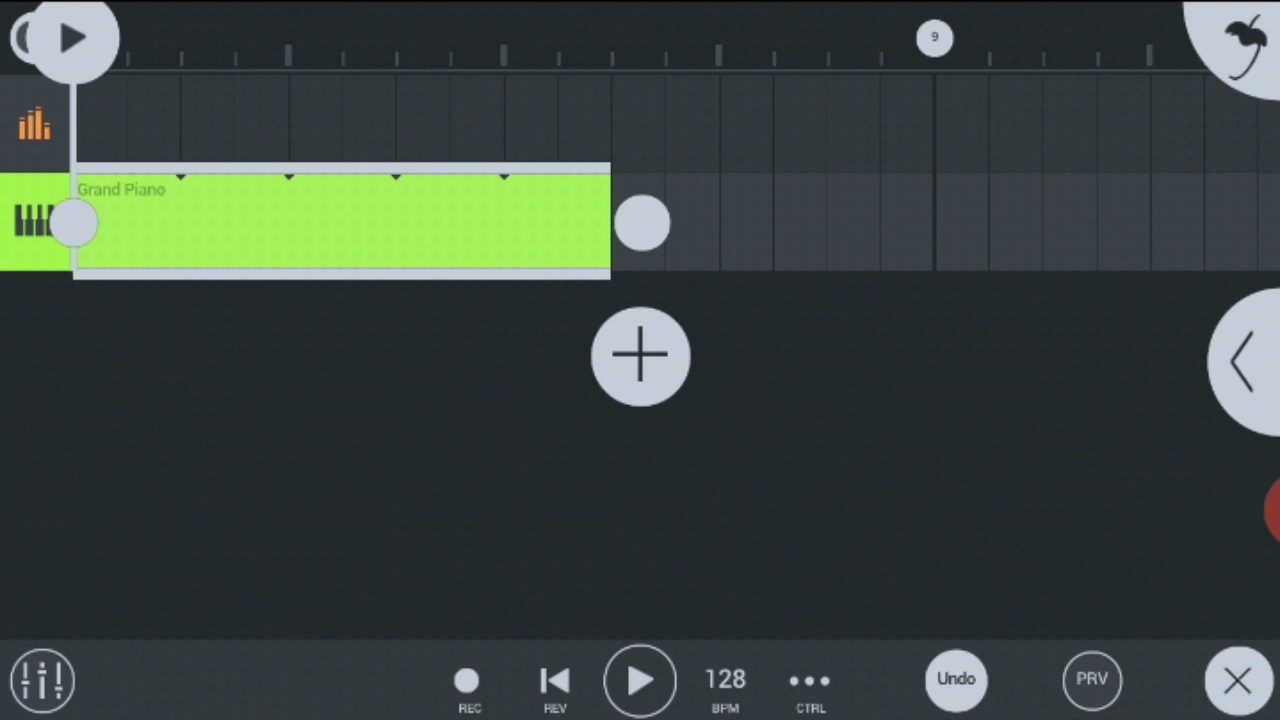 9
Grand Piano
128
Undo
PRV
REC
REV
BPM
CTRL